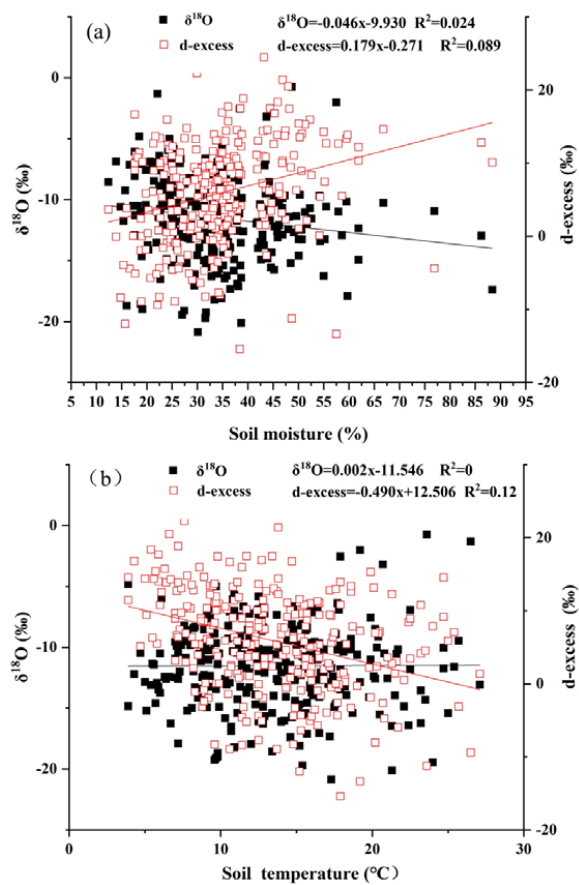 (a)
δ¹⁸O δ¹⁸O=-0.046x-9.930 R²=0.024
d-excess d-excess=0.179x-0.271 R²=0.089
0
-10
-20
δ¹⁸O (‰)
20
0
-20
d-excess (‰)
5 10 15 20 25 30 35 40 45 50 55 60 65 70 75 80 85 90 95
Soil moisture (%)
(b)
δ¹⁸O δ¹⁸O=0.002x-11.546 R²=0
d-excess d-excess=-0.490x+12.506 R²=0.12
0
-10
-20
δ¹⁸O (‰)
20
0
-20
d-excess (‰)
0 10 20 30
Soil temperature (°C)